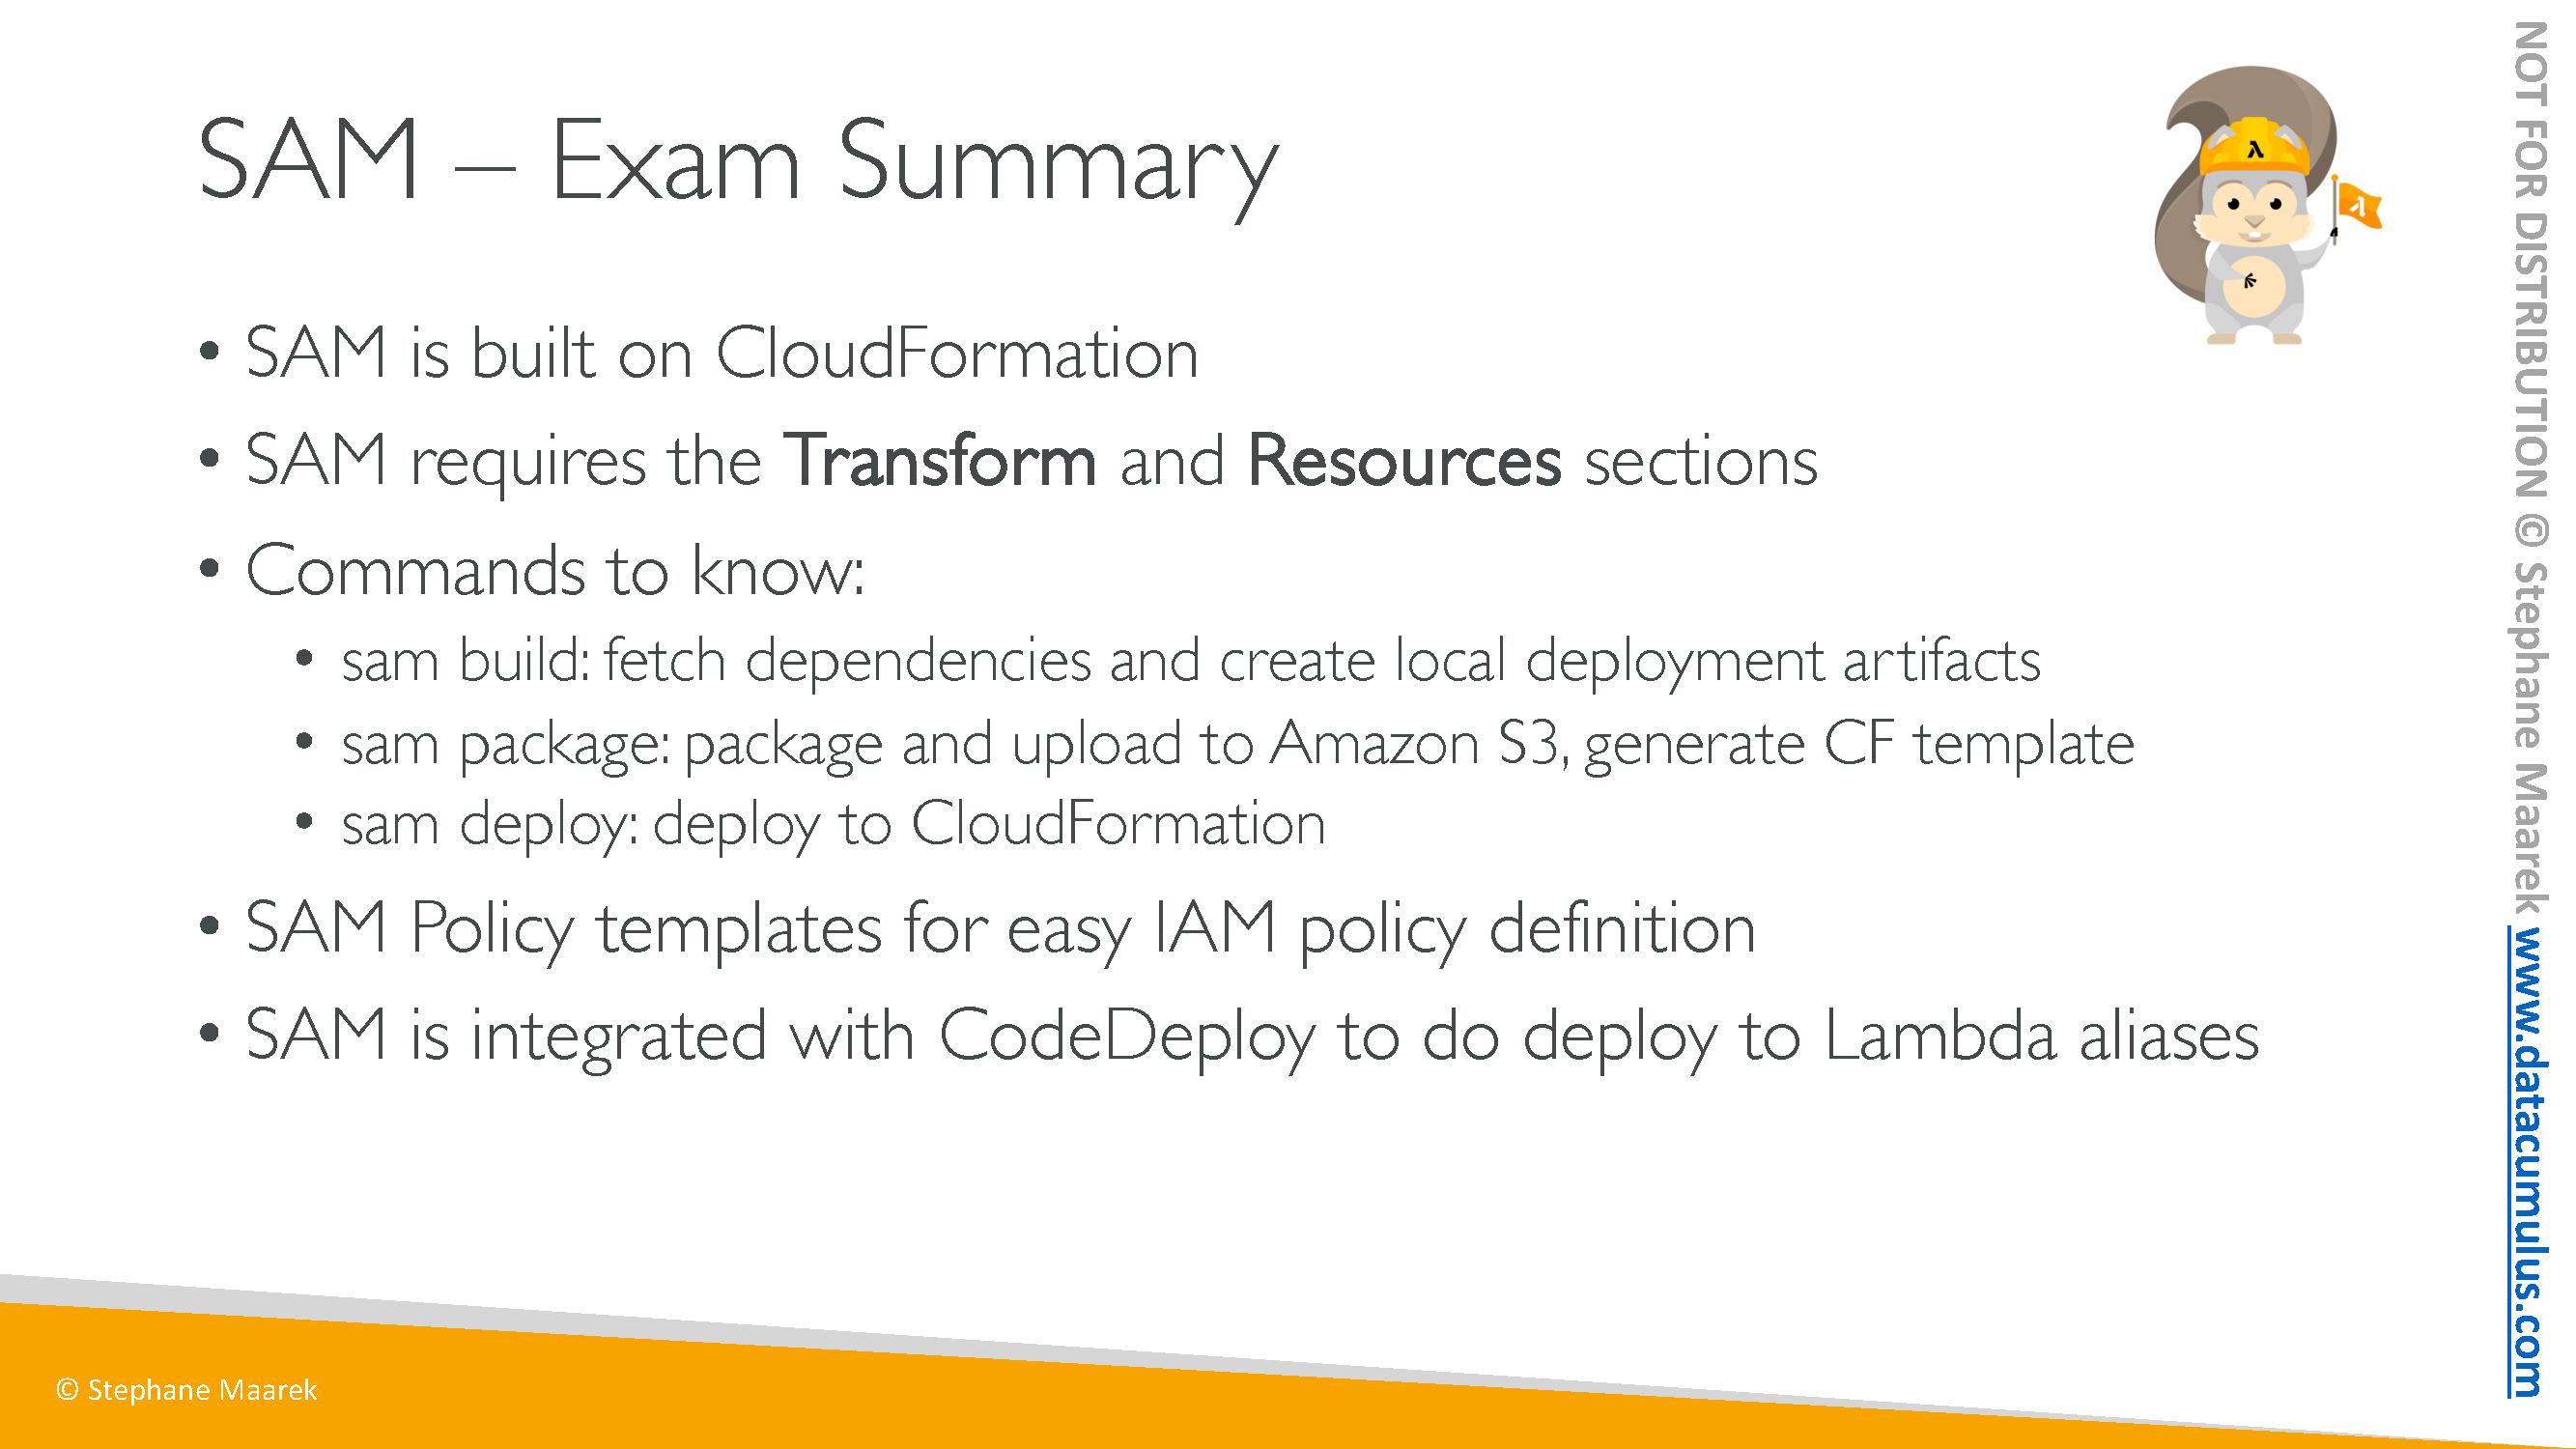 SAM – Exam Summary
• SAM is built on CloudFormation
• SAM requires the Transform and Resources sections
• Commands to know:
• sam build: fetch dependencies and create local deployment artifacts
• sam package: package and upload to Amazon S3, generate CF template
• sam deploy: deploy to CloudFormation
• SAM Policy templates for easy IAM policy definition
• SAM is integrated with CodeDeploy to do deploy to Lambda aliases
© Stephane Maarek
NOT FOR DISTRIBUTION © Stephane Maarek www.datacumulus.com